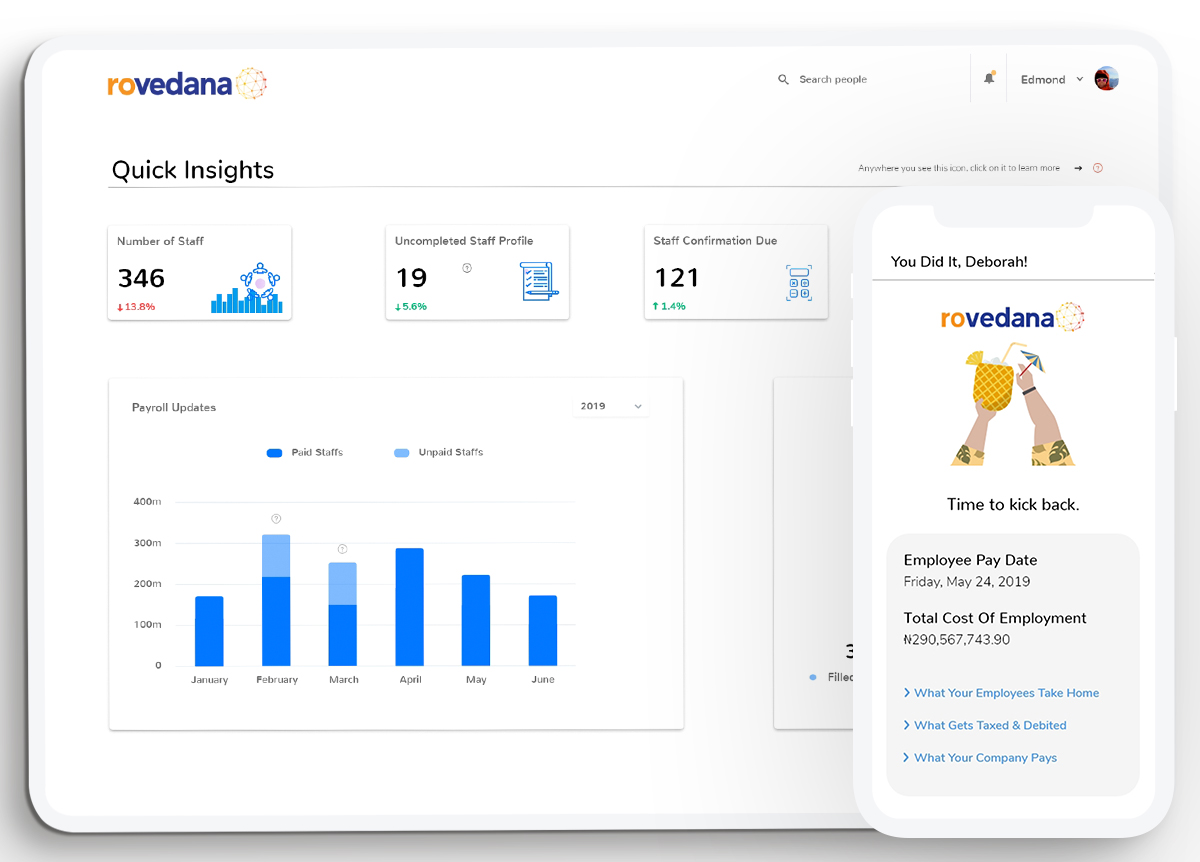 rovedana
Search people
Edmond
Quick Insights
Anywhere you see this icon, click on it to learn more
Number of Staff
346
13.8%
Uncompleted Staff Profile
19
5.6%
Staff Confirmation Due
121
1.4%
Payroll Updates
2019
Paid Staffs
Unpaid Staffs
400m
300m
200m
100m
0
January February March April May June
3
Filled
You Did It, Deborah!
rovedana
Time to kick back.
Employee Pay Date
Friday, May 24, 2019
Total Cost Of Employment
₦290,567,743.90
What Your Employees Take Home
What Gets Taxed & Debited
What Your Company Pays